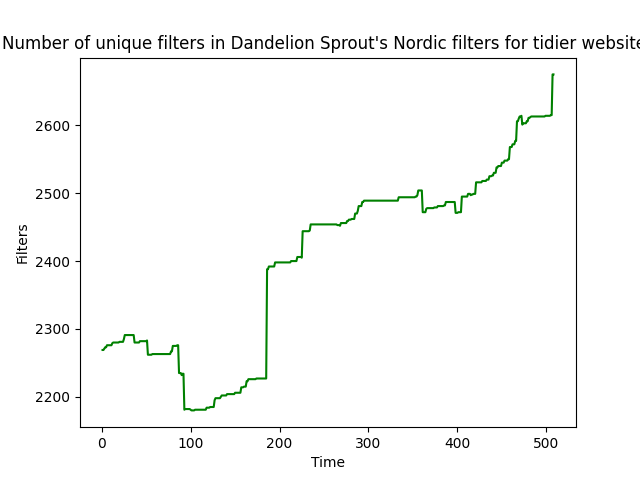 Number of unique filters in Dandelion Sprout's Nordic filters for tidier website
Filters
2600
2500
2400
2300
2200
0 100 200 300 400 500
Time